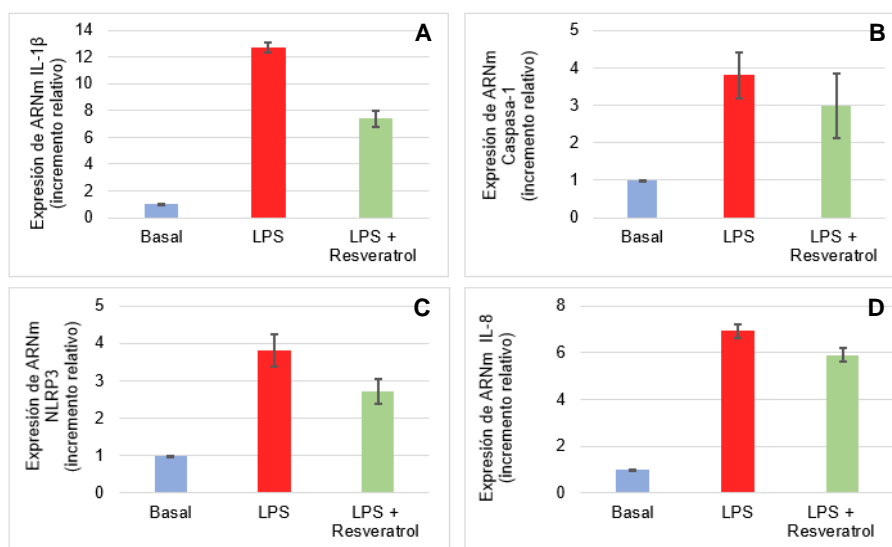 A
Expresión de ARNm IL-1β
(incremento relativo)
14
12
10
8
6
4
2
0
Basal
LPS
LPS +
Resveratrol
B
Expresión de ARNm
Caspasa-1
(incremento relativo)
5
4
3
2
1
0
Basal
LPS
LPS +
Resveratrol
C
Expresión de ARNm
NLRP3
(incremento relativo)
5
4
3
2
1
0
Basal
LPS
LPS +
Resveratrol
D
Expresión de ARNm IL-8
(incremento relativo)
8
6
4
2
0
Basal
LPS
LPS +
Resveratrol